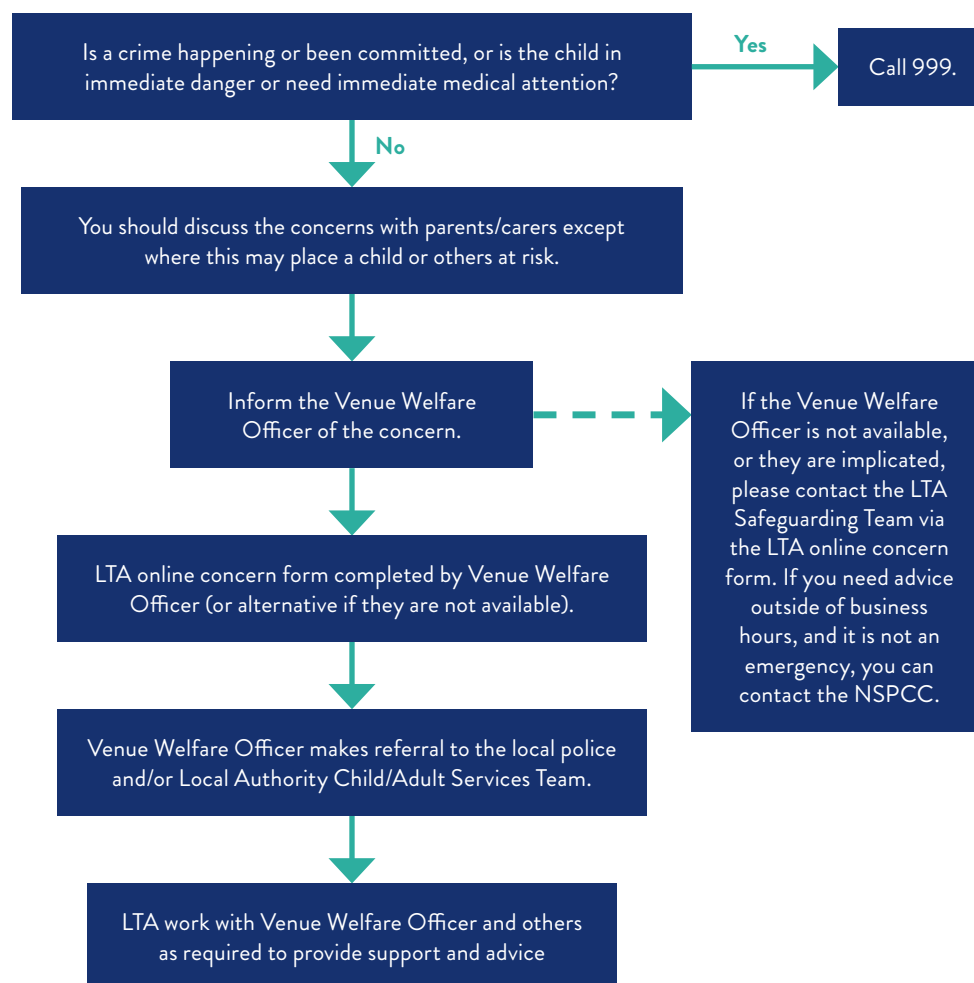 Is a crime happening or been committed, or is the child in
immediate danger or need immediate medical attention?
Yes
Call 999.
No
You should discuss the concerns with parents/carers except
where this may place a child or others at risk.
Inform the Venue Welfare
Officer of the concern.
If the Venue Welfare
Officer is not available,
or they are implicated,
please contact the LTA
Safeguarding Team via
the LTA online concern
form. If you need advice
outside of business
hours, and it is not an
emergency, you can
contact the NSPCC.
LTA online concern form completed by Venue Welfare
Officer (or alternative if they are not available).
Venue Welfare Officer makes referral to the local police
and/or Local Authority Child/Adult Services Team.
LTA work with Venue Welfare Officer and others
as required to provide support and advice